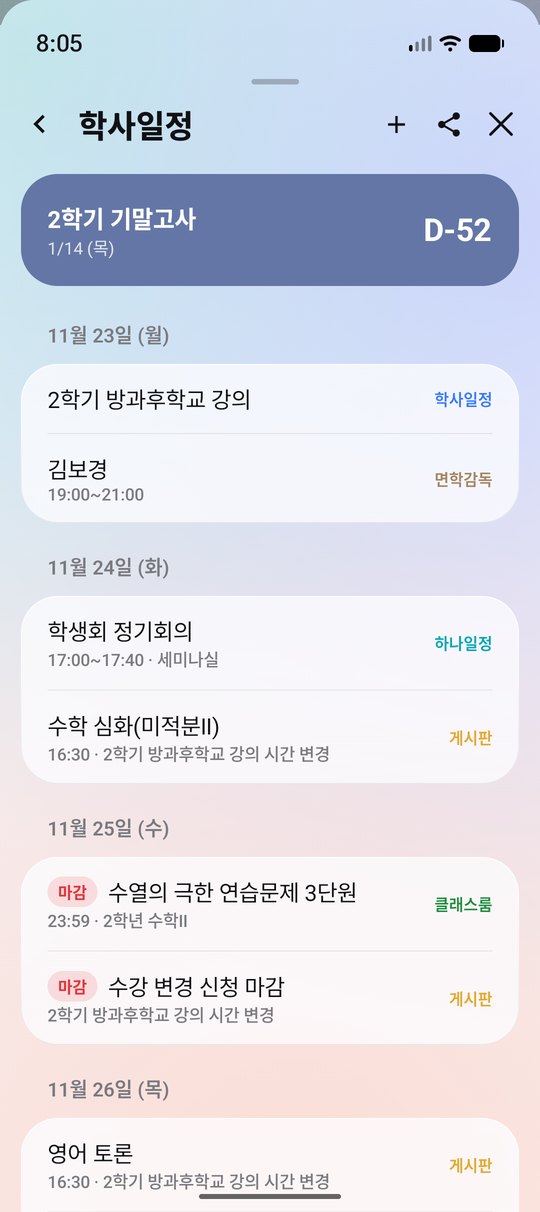 8:05
학사일정
2학기 기말고사
1/14 (목)
D-52
11월 23일 (월)
2학기 방과후학교 강의
학사일정
김보경
19:00~21:00
면학감독
11월 24일 (화)
학생회 정기회의
17:00~17:40 · 세미나실
하나일정
수학 심화(미적분II)
16:30 · 2학기 방과후학교 강의 시간 변경
게시판
11월 25일 (수)
마감 수열의 극한 연습문제 3단원
23:59 · 2학년 수학II
클래스룸
마감 수강 변경 신청 마감
2학기 방과후학교 강의 시간 변경
게시판
11월 26일 (목)
영어 토론
16:30 · 2학기 방과후학교 강의 시간 변경
게시판